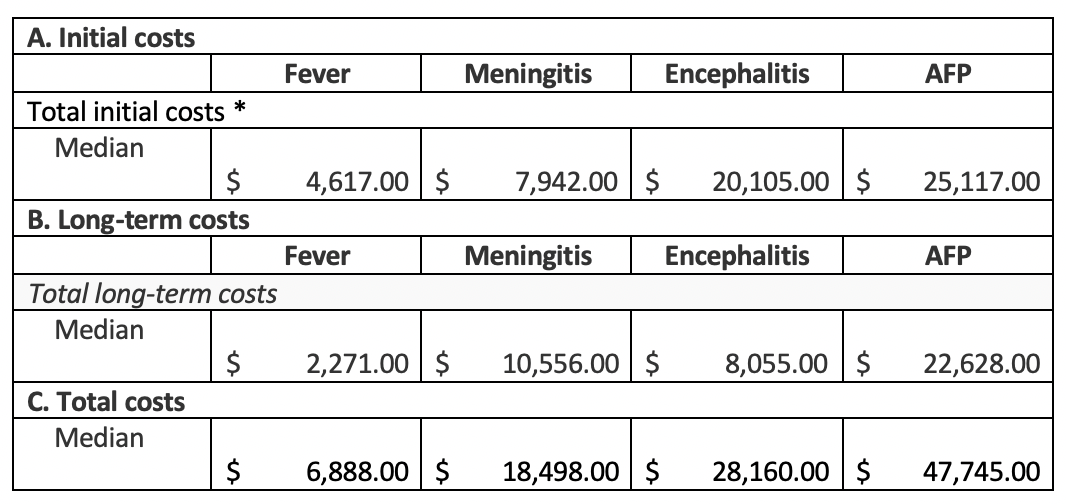 A. Initial costs
Fever Meningitis Encephalitis AFP
Total initial costs *
Median
$ 4,617.00 $ 7,942.00 $ 20,105.00 $ 25,117.00
B. Long-term costs
Fever Meningitis Encephalitis AFP
Total long-term costs
Median
$ 2,271.00 $ 10,556.00 $ 8,055.00 $ 22,628.00
C. Total costs
Median
$ 6,888.00 $ 18,498.00 $ 28,160.00 $ 47,745.00